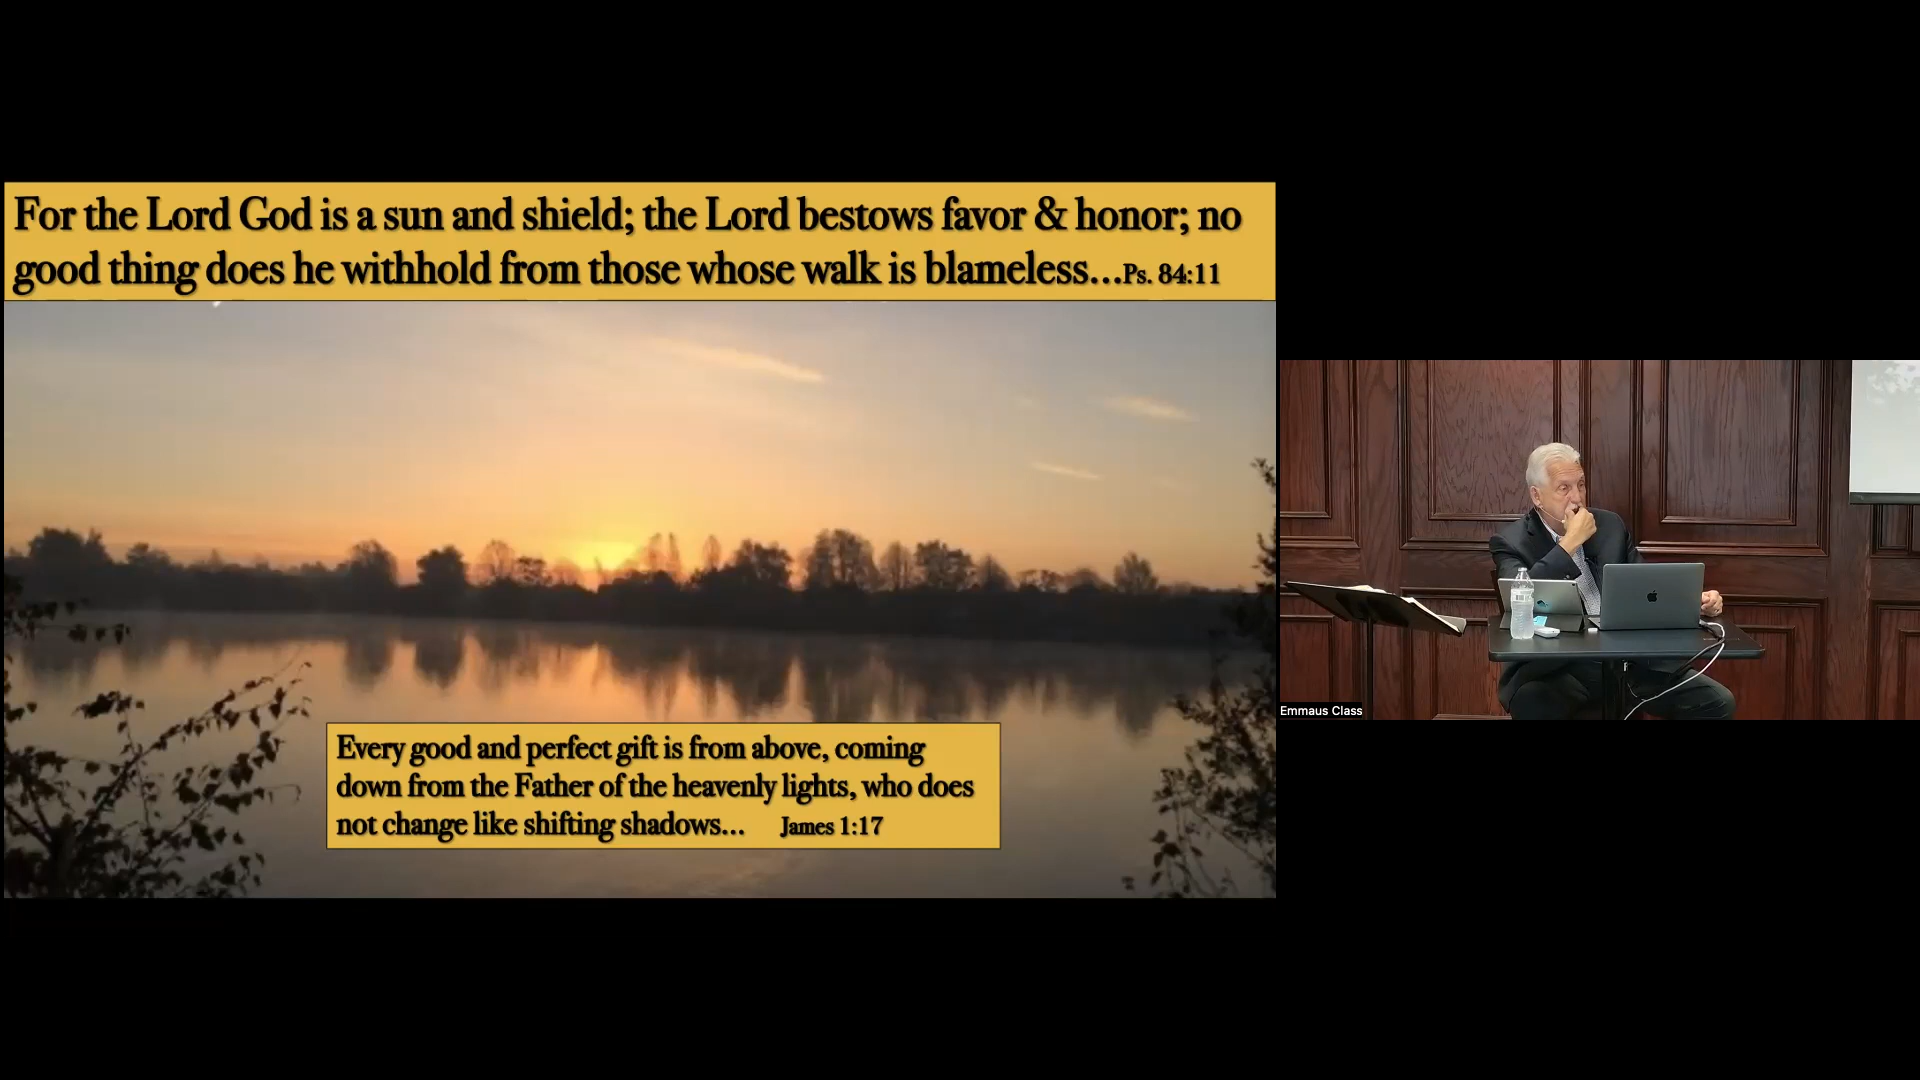 For the Lord God is a sun and shield; the Lord bestows favor & honor; no
good thing does he withhold from those whose walk is blameless...Ps. 84:11
Every good and perfect gift is from above, coming
down from the Father of the heavenly lights, who does
not change like shifting shadows... James 1:17
Emmaus Class